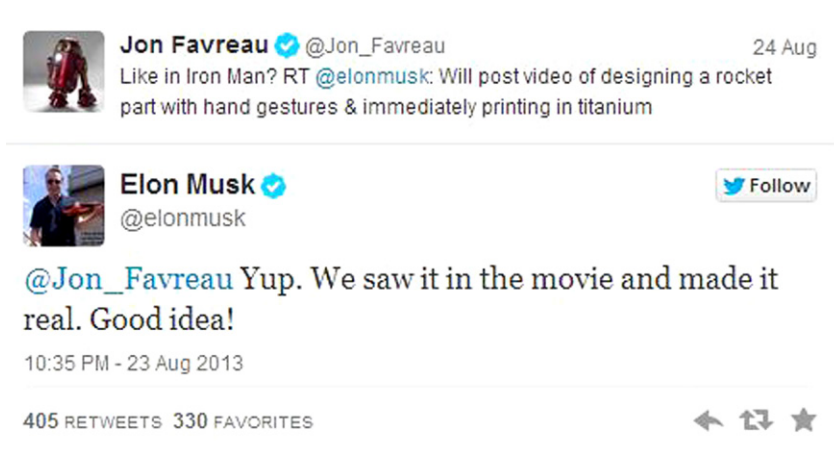 Jon Favreau @Jon_Favreau 24 Aug
Like in Iron Man? RT @elonmusk: Will post video of designing a rocket
part with hand gestures & immediately printing in titanium
Elon Musk
Follow
@elonmusk
@Jon_Favreau Yup. We saw it in the movie and made it
real. Good idea!
10:35 PM - 23 Aug 2013
405 RETWEETS 330 FAVORITES